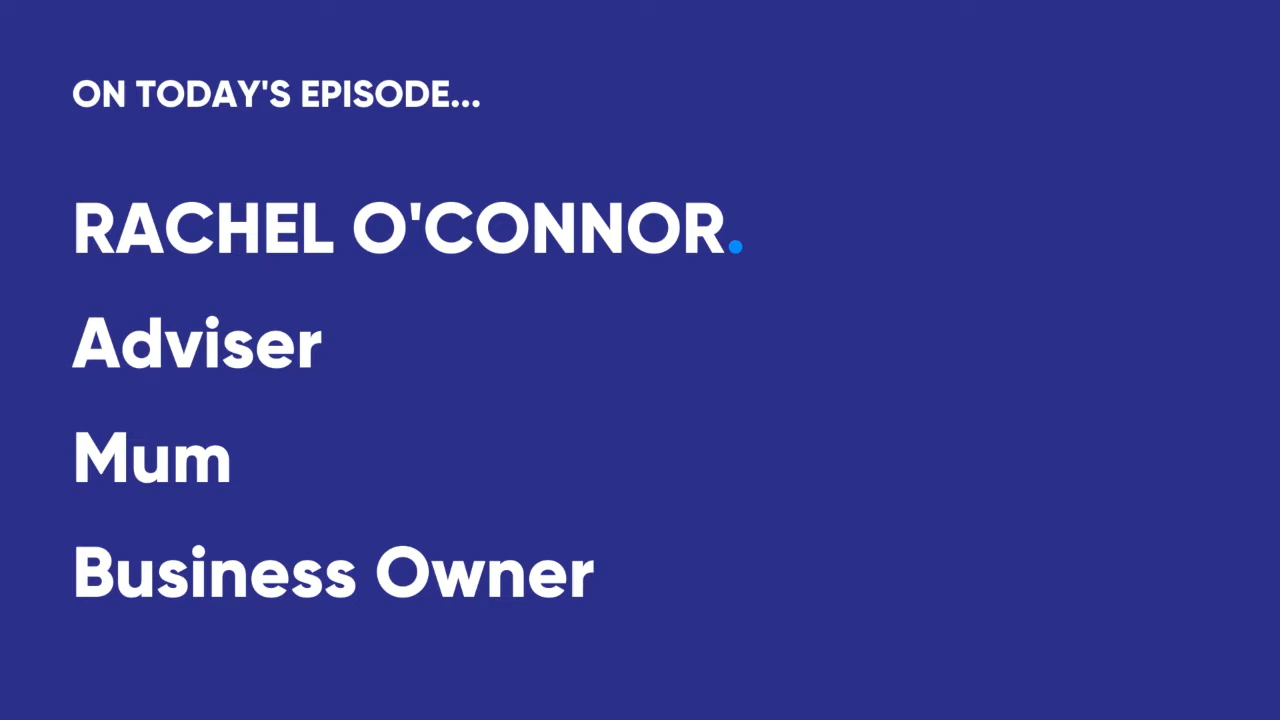 ON TODAY'S EPISODE...
RACHEL O'CONNOR.
Adviser
Mum
Business Owner